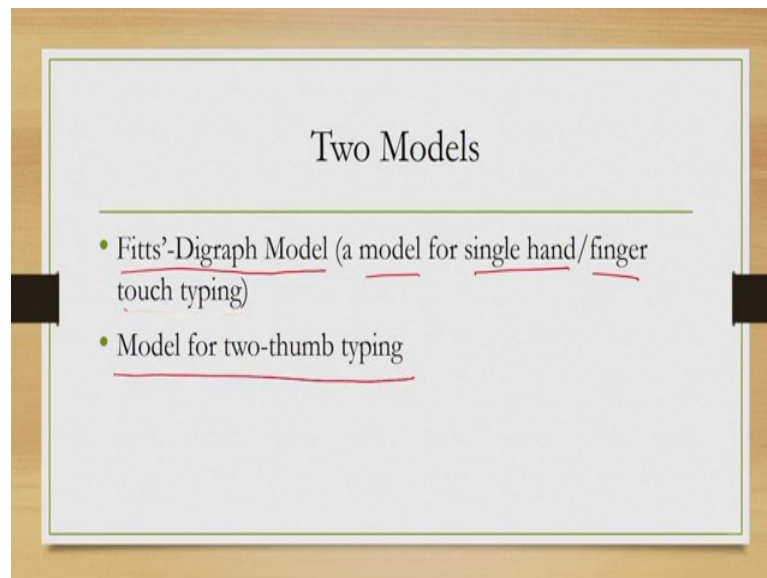 Two Models
• Fitts'-Digraph Model (a model for single hand/finger
touch typing)
• Model for two-thumb typing